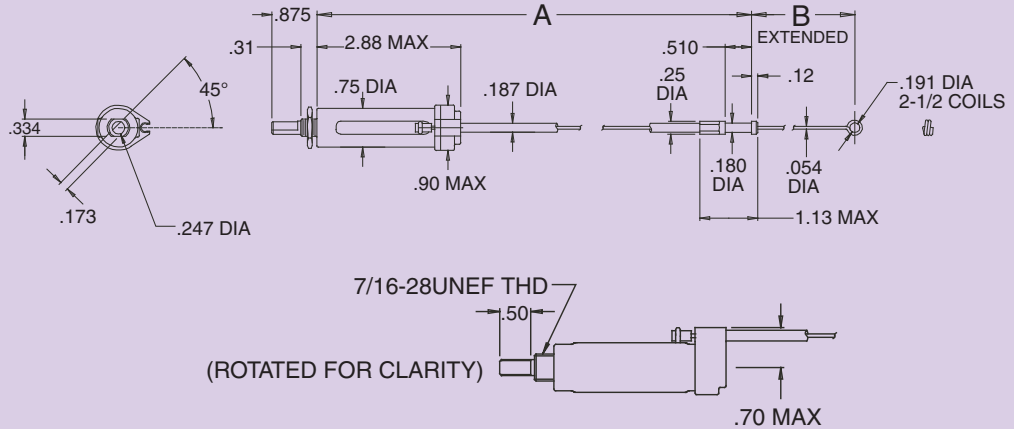 .875
A
B
EXTENDED
.31
2.88 MAX
.510
.12
45°
.75 DIA
.187 DIA
.25
DIA
.191 DIA
2-1/2 COILS
.334
.90 MAX
.180
DIA
.054
DIA
.173
.247 DIA
1.13 MAX
7/16-28UNEF THD
.50
(ROTATED FOR CLARITY)
.70 MAX